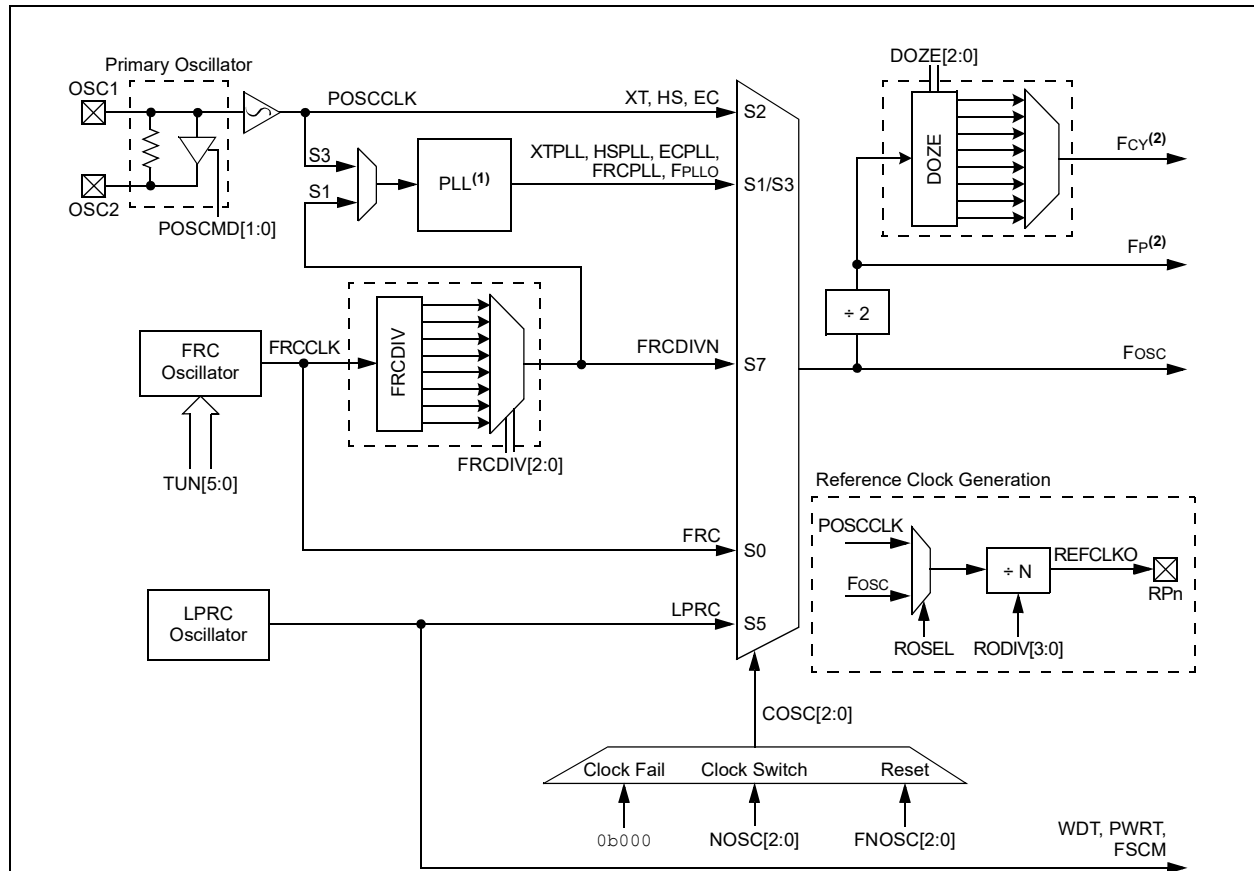 Primary Oscillator
OSC1
OSC2
POSCMD[1:0]
POSCCLK
XT, HS, EC
S2
S3
S1
PLL(1)
XTPLL, HSPLL, ECPLL,
FRCPLL, FPLLO
S1/S3
DOZE[2:0]
DOZE
FCY(2)
FP(2)
÷ 2
FOSC
FRC
Oscillator
FRCCLK
TUN[5:0]
FRCDIV
FRCDIV[2:0]
FRCDIVN
S7
FRC
S0
LPRC
Oscillator
LPRC
S5
Reference Clock Generation
POSCCLK
FOSC
÷ N
REFCLKO
RPn
ROSEL
RODIV[3:0]
COSC[2:0]
Clock Fail
Clock Switch
Reset
0b000
NOSC[2:0]
FNOSC[2:0]
WDT, PWRT,
FSCM